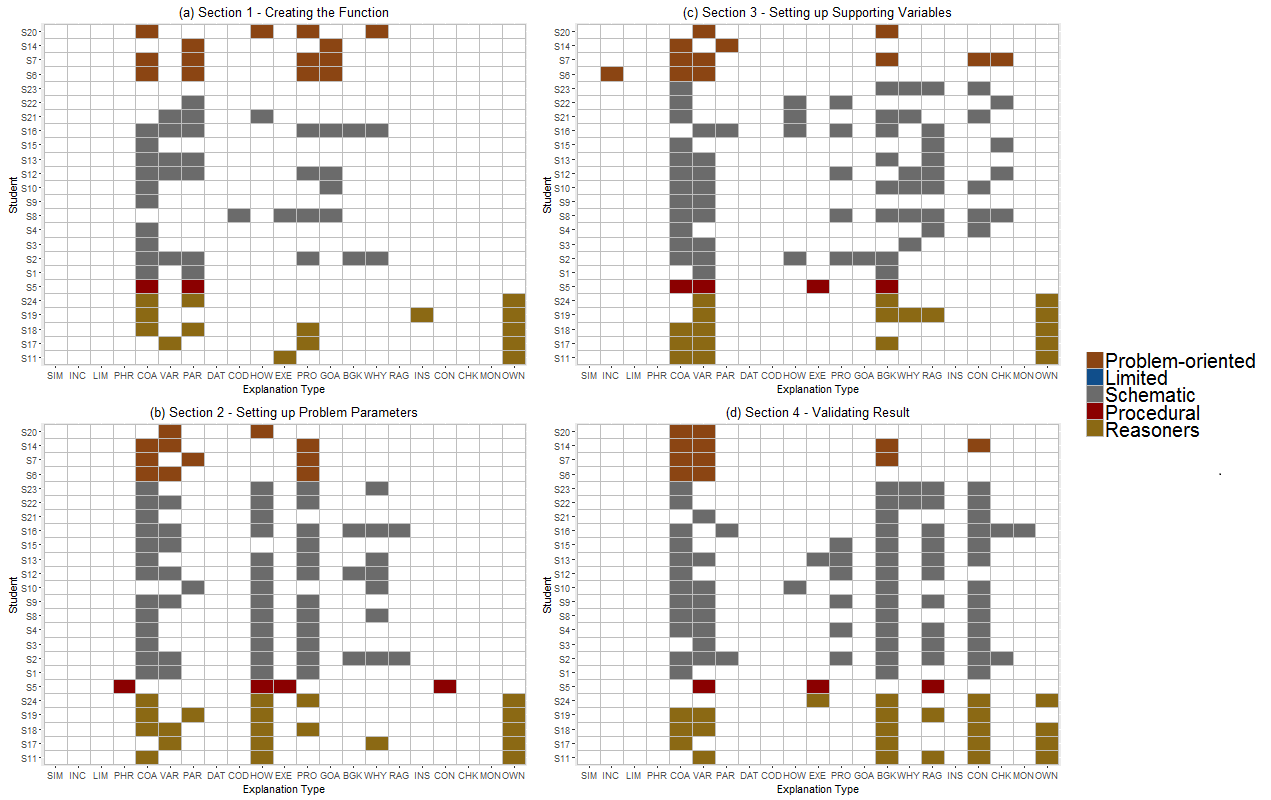 (a) Section 1 - Creating the Function
Student
S20
S14
S7
S6
S23
S22
S21
S16
S15
S13
S12
S10
S9
S8
S4
S3
S2
S1
S5
S24
S19
S18
S17
S11
SIM INC LIM PHR COA VAR PAR DAT COD HOW EXE PRO GOA BGK WHY RAG INS CON CHK MON OWN
Explanation Type
(b) Section 2 - Setting up Problem Parameters
Student
S20
S14
S7
S6
S23
S22
S21
S16
S15
S13
S12
S10
S9
S8
S4
S3
S2
S1
S5
S24
S19
S18
S17
S11
SIM INC LIM PHR COA VAR PAR DAT COD HOW EXE PRO GOA BGK WHY RAG INS CON CHK MON OWN
Explanation Type
(c) Section 3 - Setting up Supporting Variables
Student
S20
S14
S7
S6
S23
S22
S21
S16
S15
S13
S12
S10
S9
S8
S4
S3
S2
S1
S5
S24
S19
S18
S17
S11
SIM INC LIM PHR COA VAR PAR DAT COD HOW EXE PRO GOA BGK WHY RAG INS CON CHK MON OWN
Explanation Type
(d) Section 4 - Validating Result
Student
S20
S14
S7
S6
S23
S22
S21
S16
S15
S13
S12
S10
S9
S8
S4
S3
S2
S1
S5
S24
S19
S18
S17
S11
SIM INC LIM PHR COA VAR PAR DAT COD HOW EXE PRO GOA BGK WHY RAG INS CON CHK MON OWN
Explanation Type
Problem-oriented
Limited
Schematic
Procedural
Reasoners